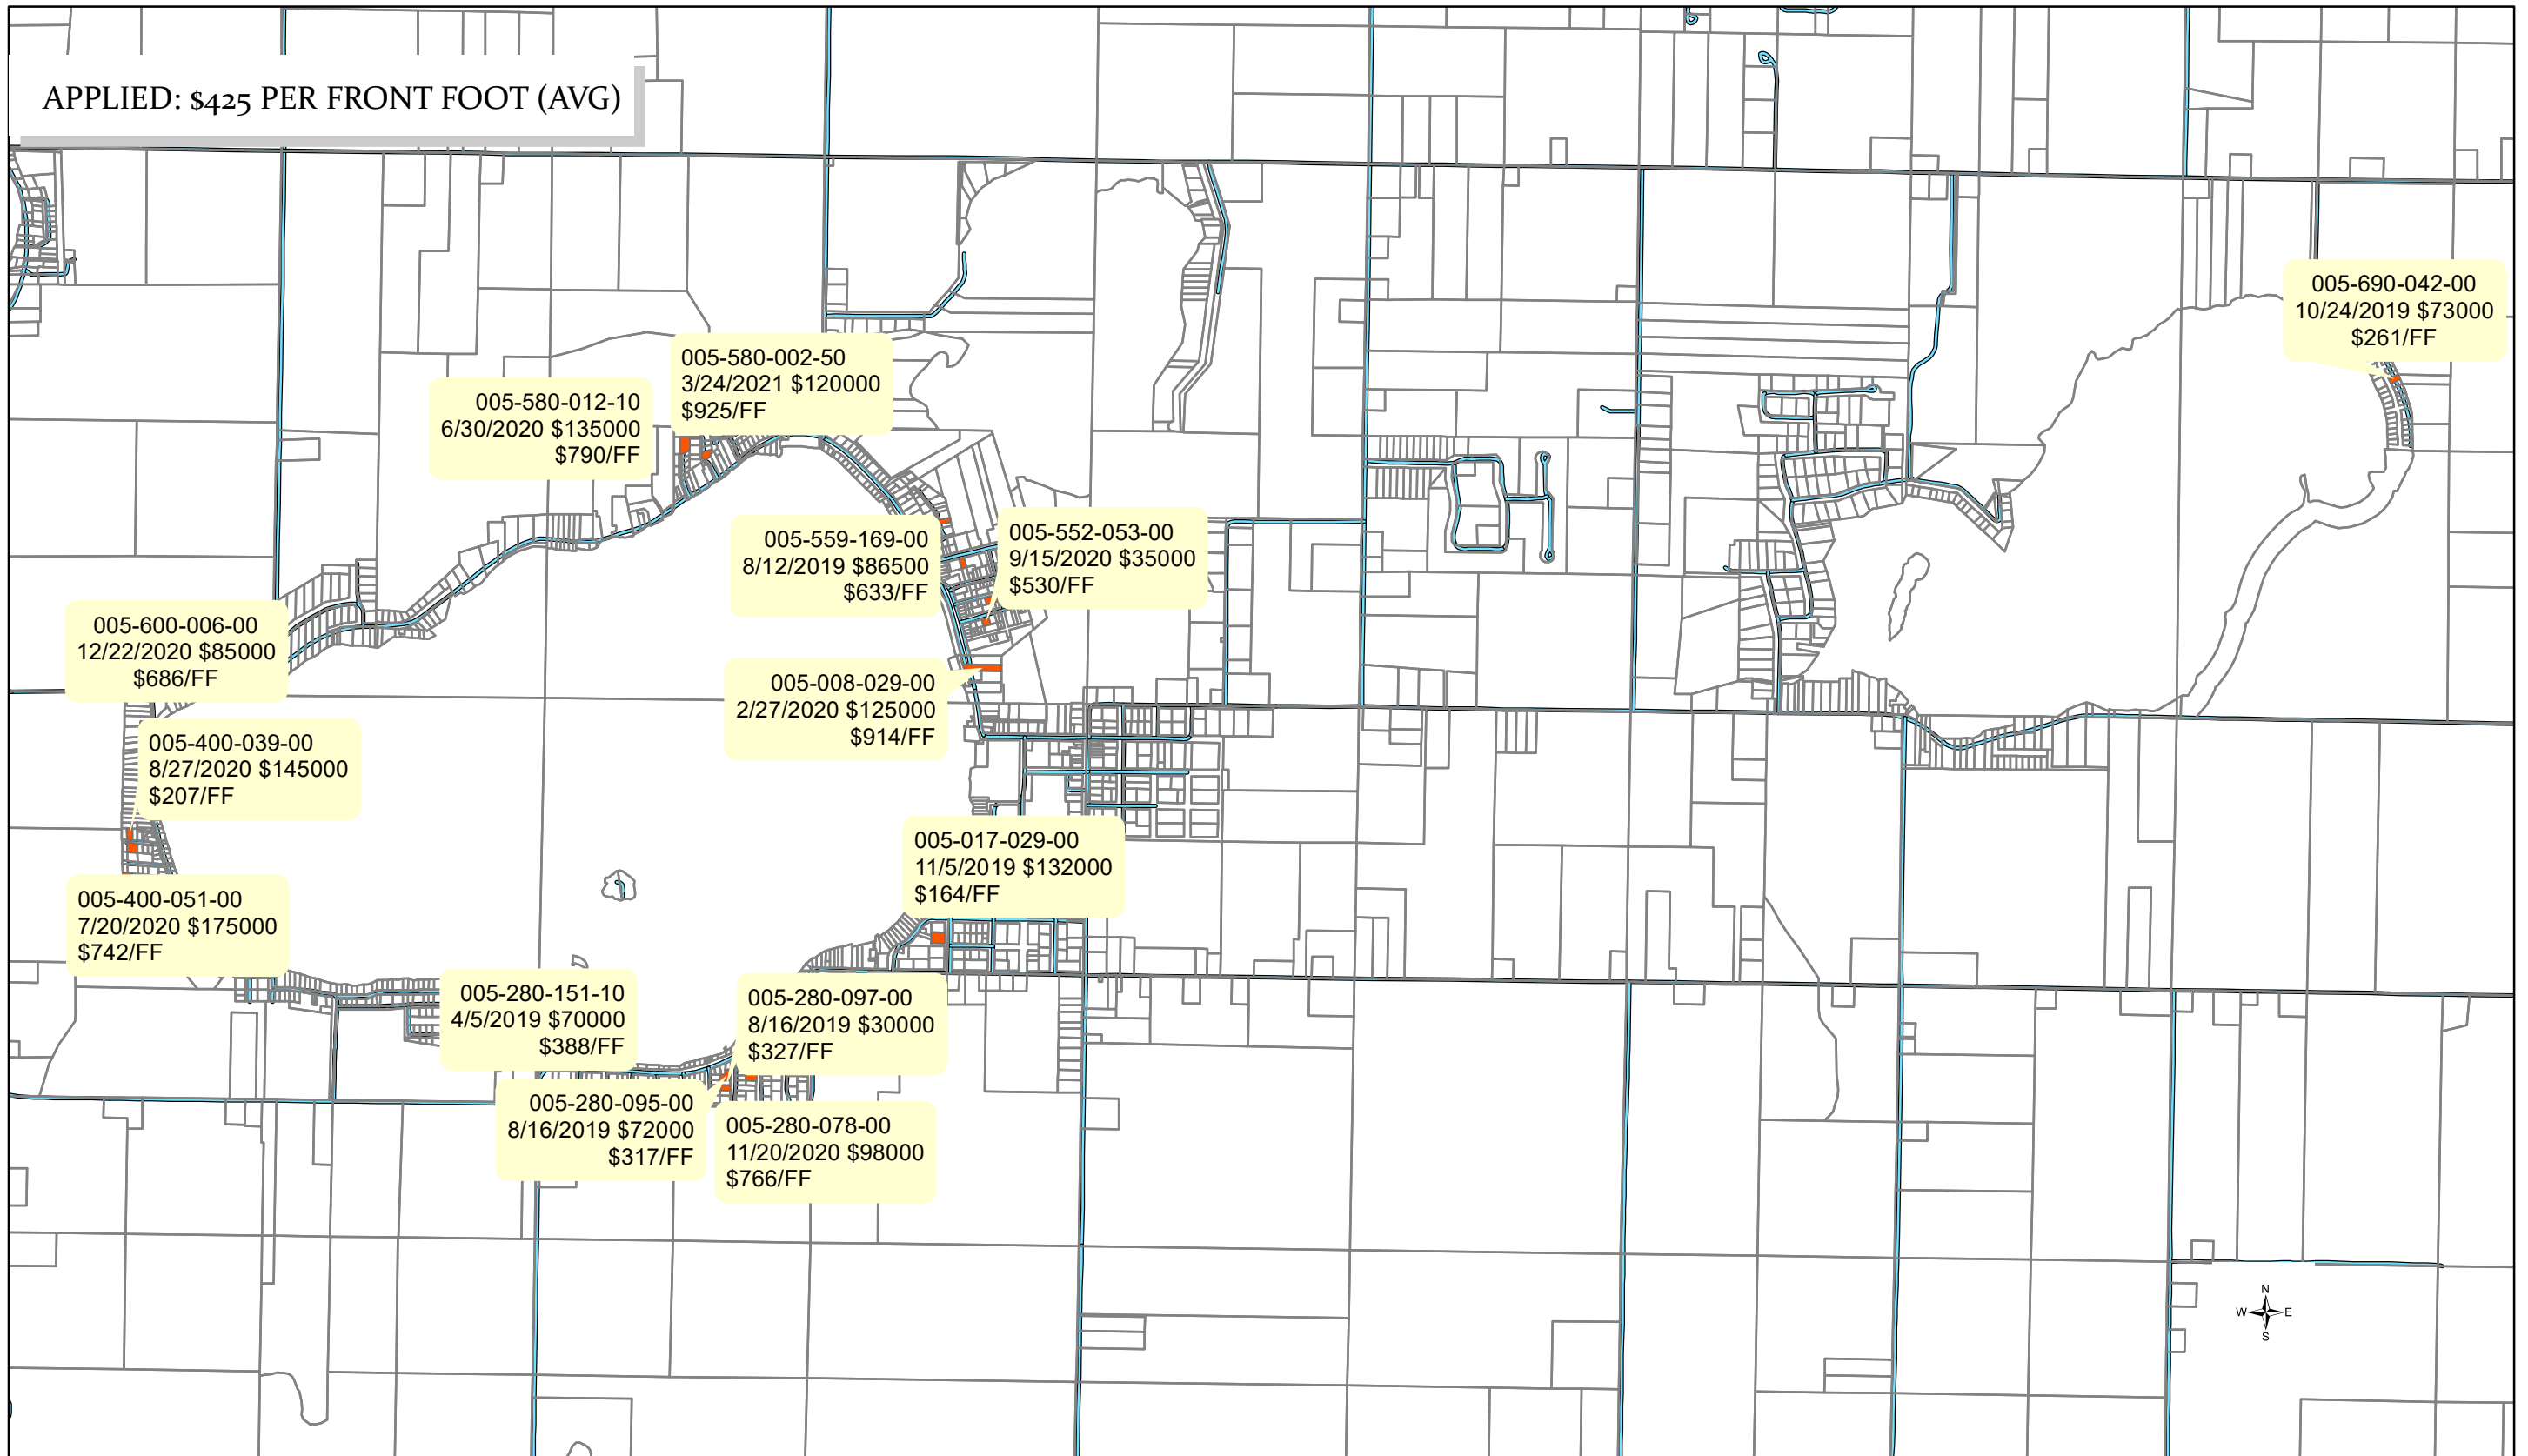 APPLIED: $425 PER FRONT FOOT (AVG)
005-690-042-00
10/24/2019 $73000
$261/FF
005-580-002-50
3/24/2021 $120000
$925/FF
005-580-012-10
6/30/2020 $135000
$790/FF
005-559-169-00
8/12/2019 $86500
$633/FF
005-552-053-00
9/15/2020 $35000
$530/FF
005-600-006-00
12/22/2020 $85000
$686/FF
005-008-029-00
2/27/2020 $125000
$914/FF
005-400-039-00
8/27/2020 $145000
$207/FF
005-017-029-00
11/5/2019 $132000
$164/FF
005-400-051-00
7/20/2020 $175000
$742/FF
005-280-151-10
4/5/2019 $70000
$388/FF
005-280-097-00
8/16/2019 $30000
$327/FF
005-280-095-00
8/16/2019 $72000
$317/FF
005-280-078-00
11/20/2020 $98000
$766/FF
N
W E
S